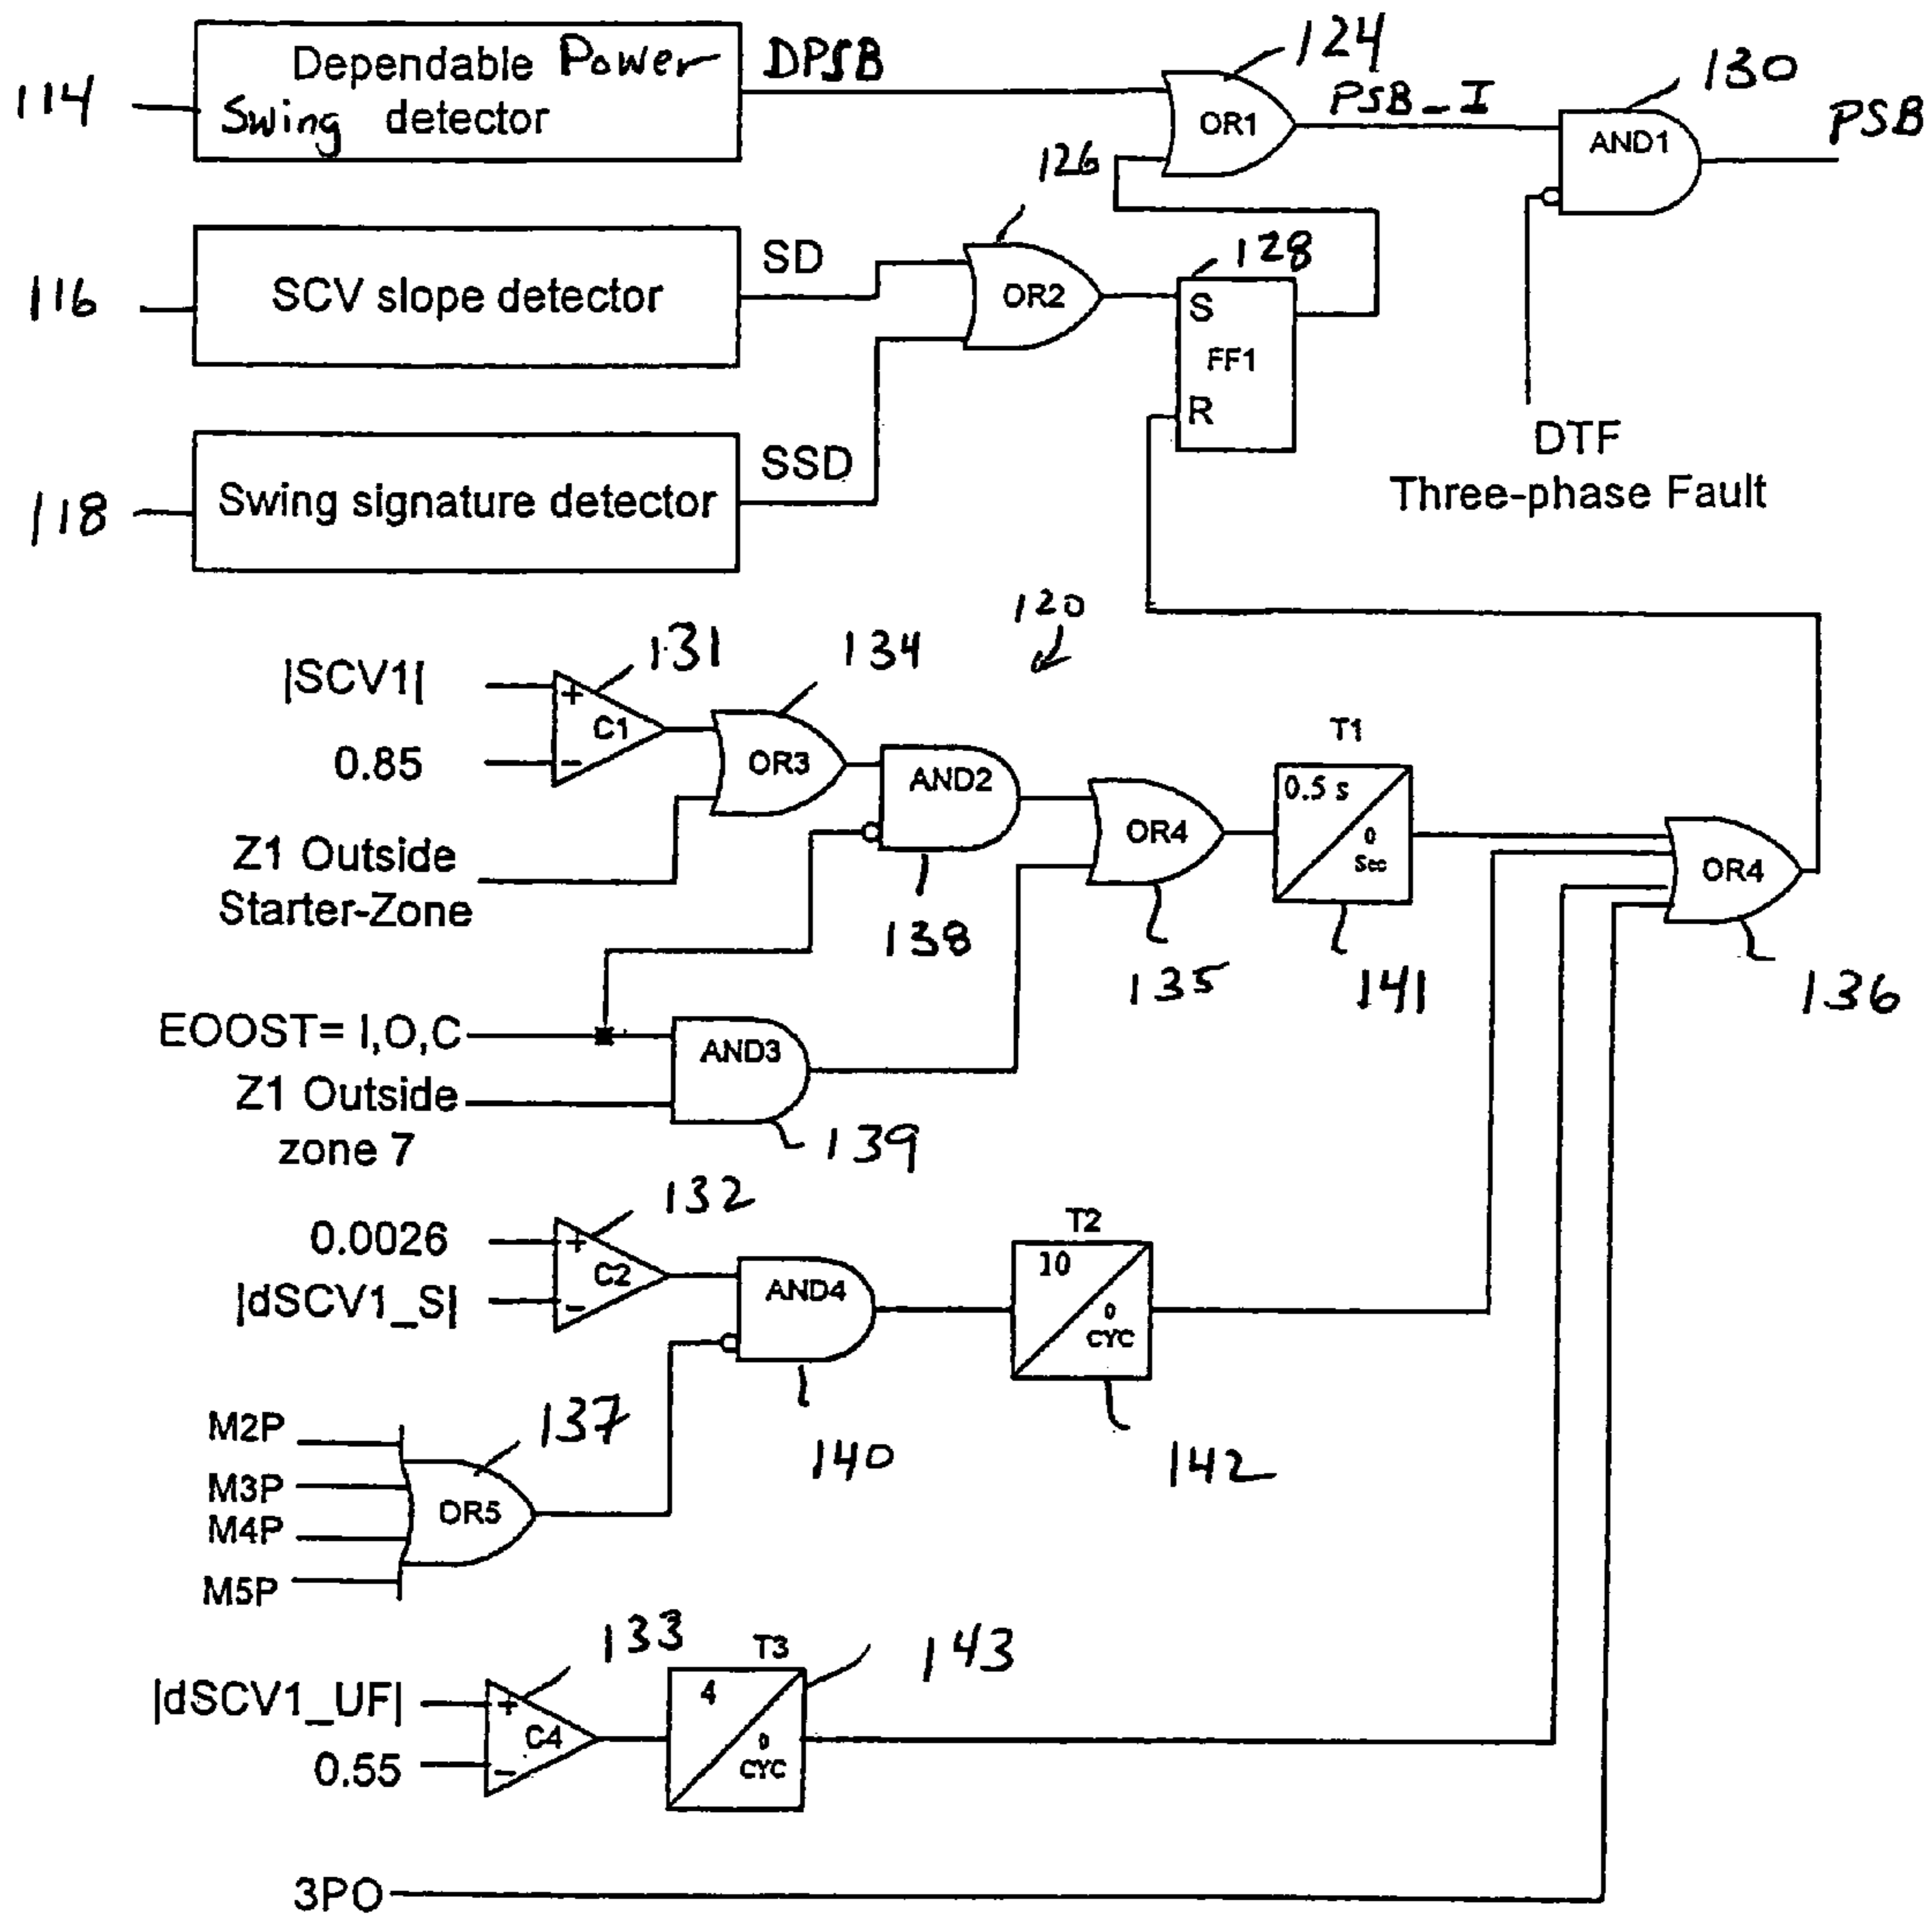 Dependable Power
Swing detector
114
DPSB
124
OR1
PSB_I
130
AND1
PSB
126
SCV slope detector
116
SD
OR2
128
S
FF1
R
DTF
Three-phase Fault
Swing signature detector
118
SSD
120
|SCV1|
0.85
+
C1
-
131
134
OR3
Z1 Outside
Starter-Zone
AND2
138
OR4
135
T1
0.5 s
0
Sec
141
OR4
136
EOOST= I,O,C
Z1 Outside
zone 7
AND3
139
0.0026
|dSCV1_S|
+
C2
-
132
AND4
140
T2
10
0
CYC
142
M2P
M3P
M4P
M5P
OR5
137
|dSCV1_UF|
0.55
+
C4
-
133
T3
4
0
CYC
143
3PO